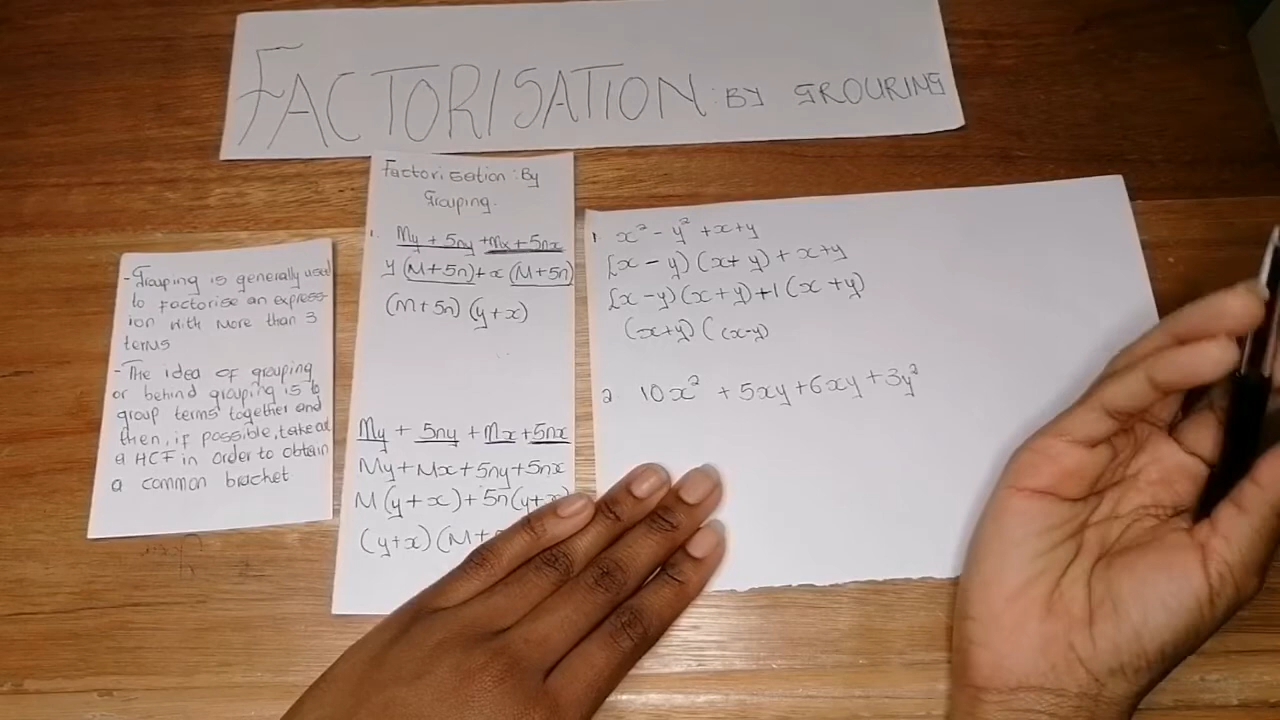 FACTORISATION: BY GROUPING
-Grouping is generally used
to factorise an express-
ion with more than 3
terms
-The idea of grouping
or behind grouping is to
group terms together and
then, if possible, take out
a HCF in order to obtain
a common bracket
Factorisation: By
Grouping.
1. My + 5ny + Mx + 5nx
y (M+5n) + x (M+5n)
(M+5n) (y+x)
My + 5ny + Mx + 5nx
My + Mx + 5ny + 5nx
M(y+x) + 5n(y+x)
(y+x) (M+
1 x² - y² + x + y
(x - y) (x + y) + x + y
(x - y) (x + y) + 1 (x + y)
(x+y) ((x-y)
2. 10x² + 5xy + 6xy + 3y²